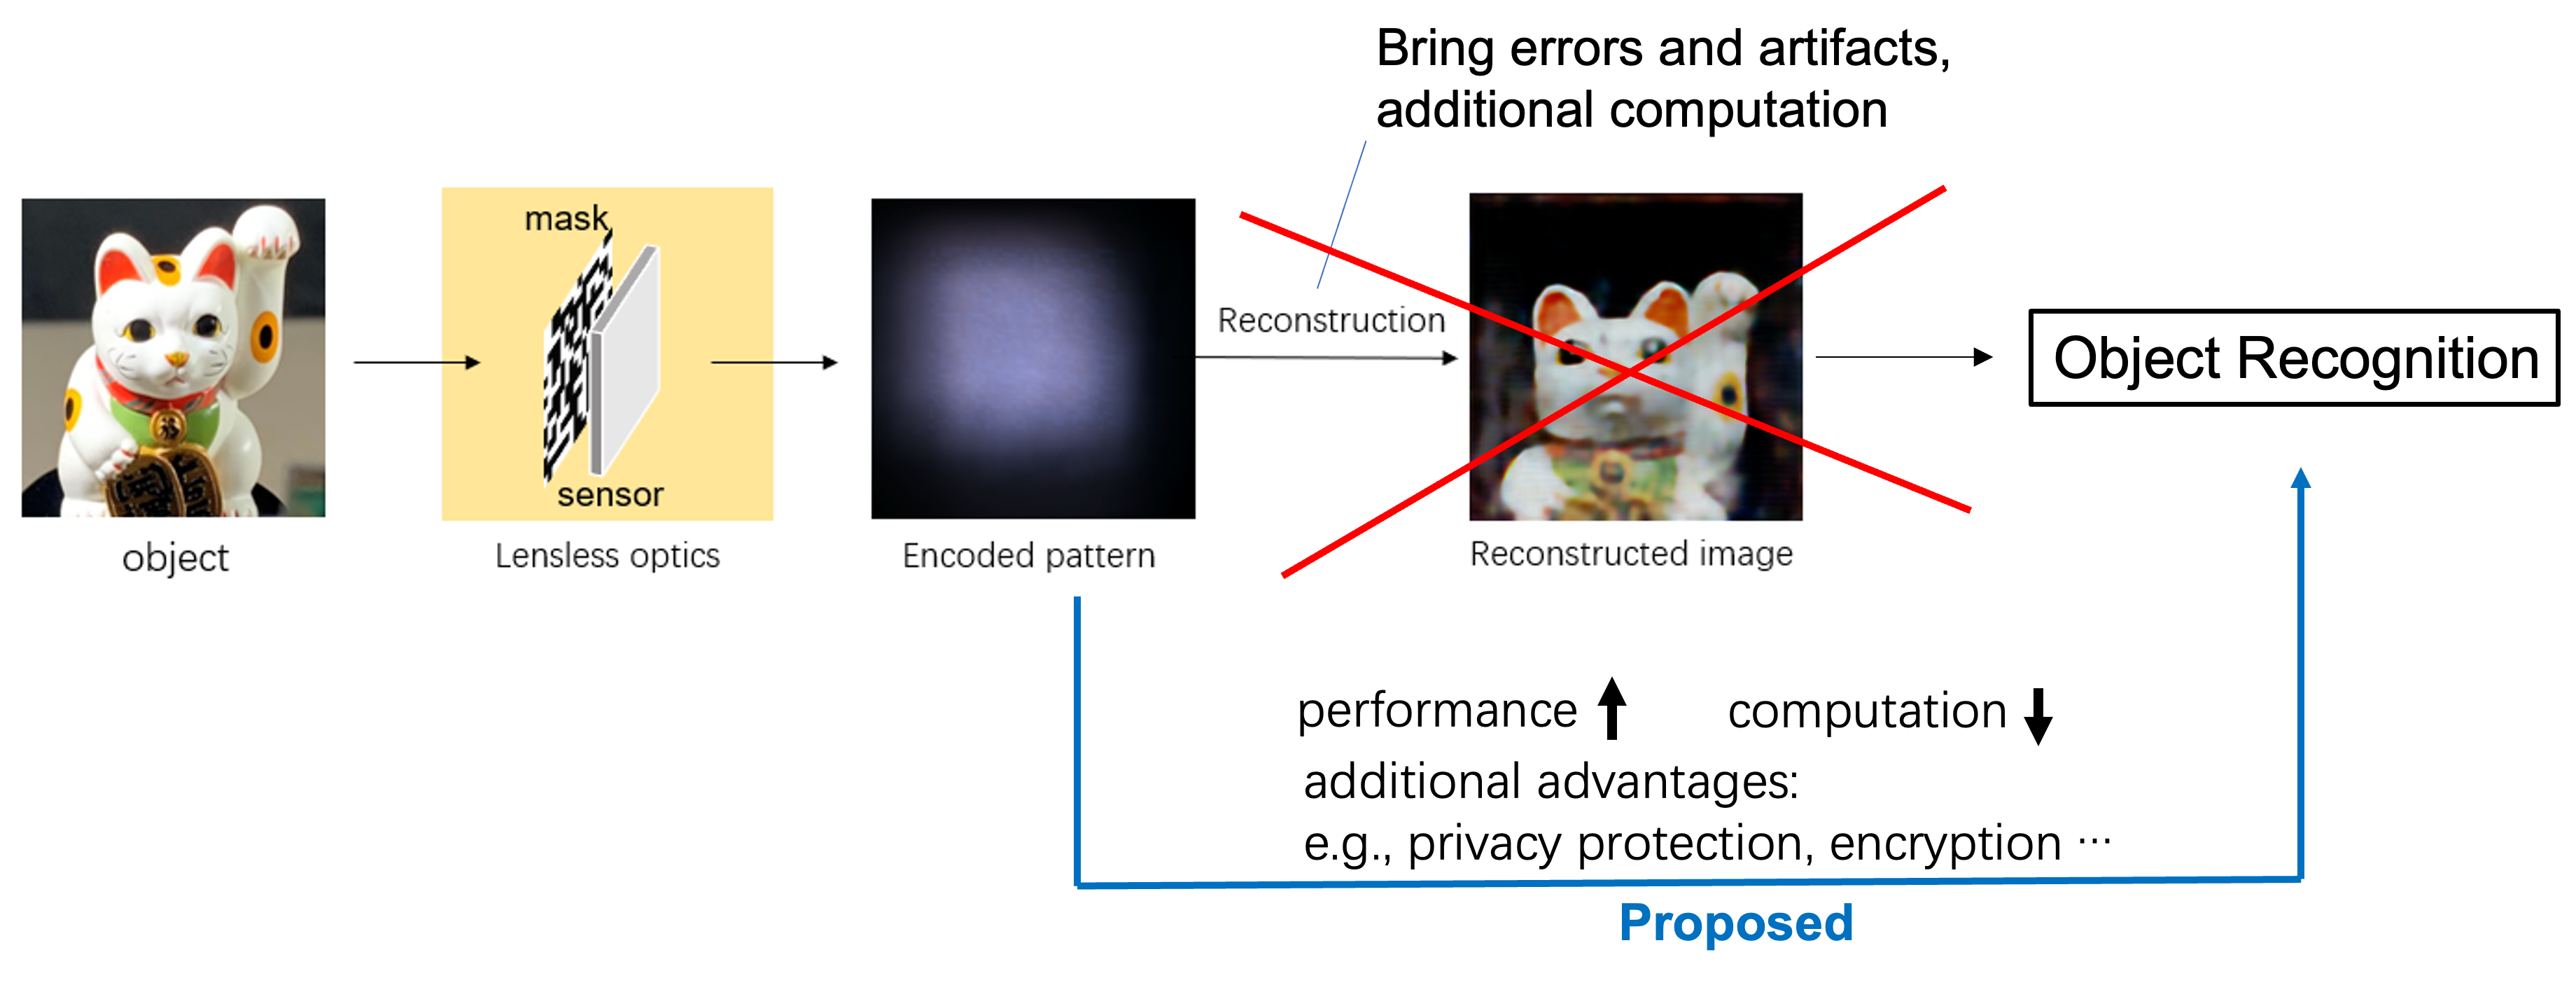 Bring errors and artifacts,
additional computation
mask
sensor
Reconstruction
Object Recognition
object
Lensless optics
Encoded pattern
Reconstructed image
performance
computation
additional advantages:
e.g., privacy protection, encryption ···
Proposed